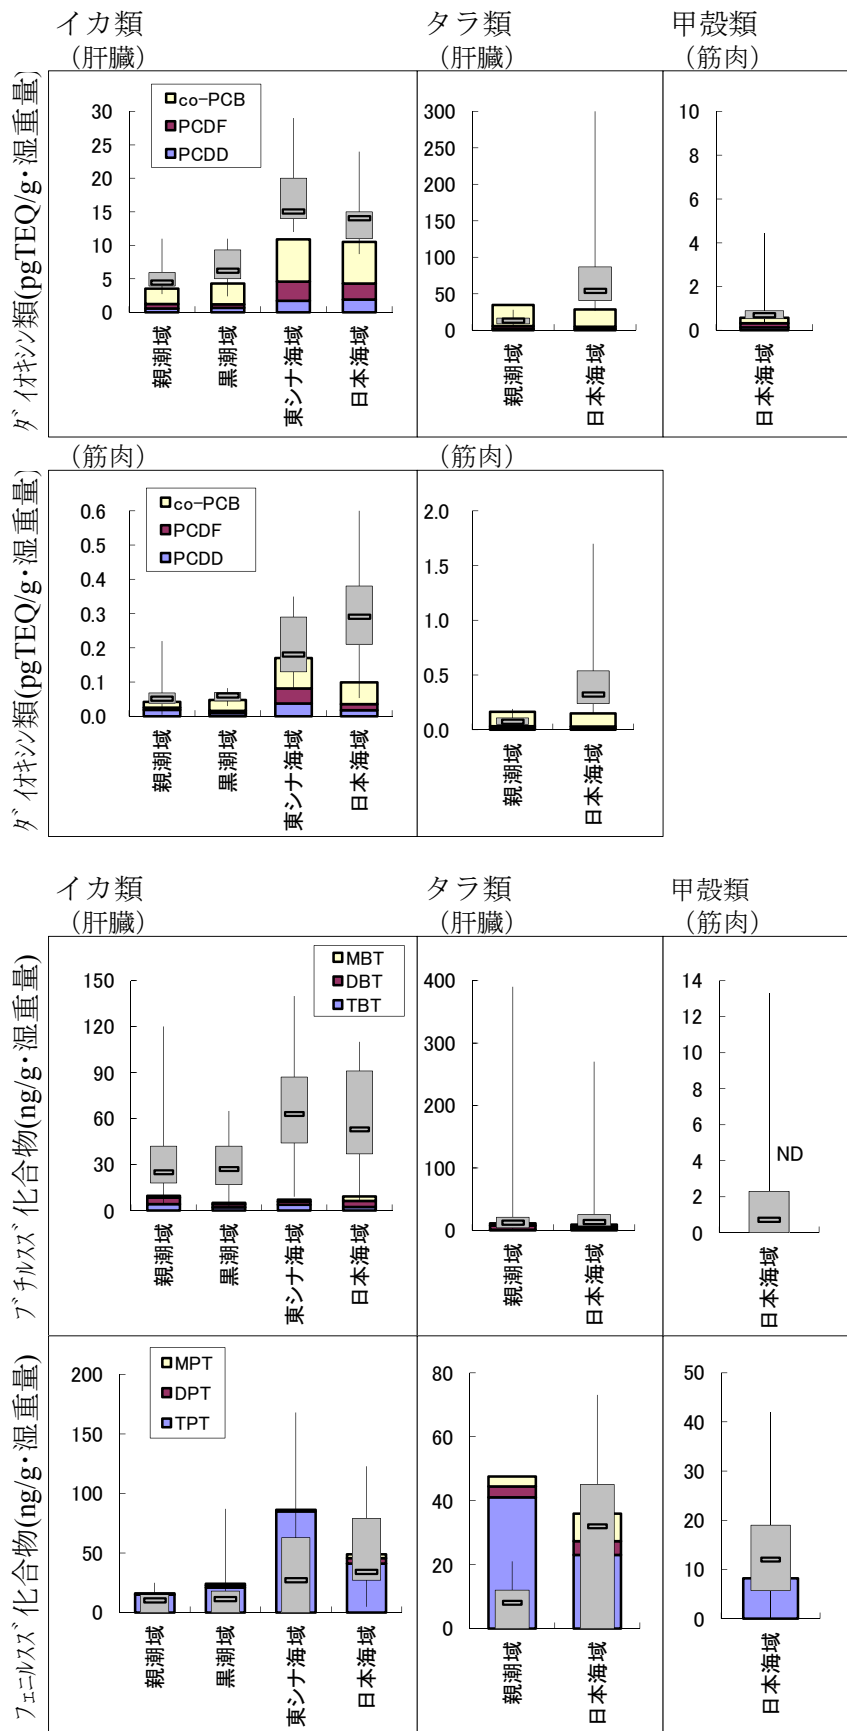 イカ類
(肝臓)
タラ類
(肝臓)
甲殻類
(筋肉)
ダイオキシン類(pgTEQ/g・湿重量)
co-PCB
PCDF
PCDD
30
25
20
15
10
5
0
親潮域
黒潮域
東シナ海域
日本海域
300
250
200
150
100
50
0
親潮域
日本海域
10
8
6
4
2
0
日本海域
(筋肉)
(筋肉)
ダイオキシン類(pgTEQ/g・湿重量)
co-PCB
PCDF
PCDD
0.6
0.5
0.4
0.3
0.2
0.1
0.0
親潮域
黒潮域
東シナ海域
日本海域
2.0
1.5
1.0
0.5
0.0
親潮域
日本海域
イカ類
(肝臓)
タラ類
(肝臓)
甲殻類
(筋肉)
ブチルスズ化合物(ng/g・湿重量)
MBT
DBT
TBT
150
120
90
60
30
0
親潮域
黒潮域
東シナ海域
日本海域
400
300
200
100
0
親潮域
日本海域
14
12
10
8
6
4
2
0
ND
日本海域
フェニルスズ化合物(ng/g・湿重量)
MPT
DPT
TPT
200
150
100
50
0
親潮域
黒潮域
東シナ海域
日本海域
80
60
40
20
0
親潮域
日本海域
50
40
30
20
10
0
日本海域